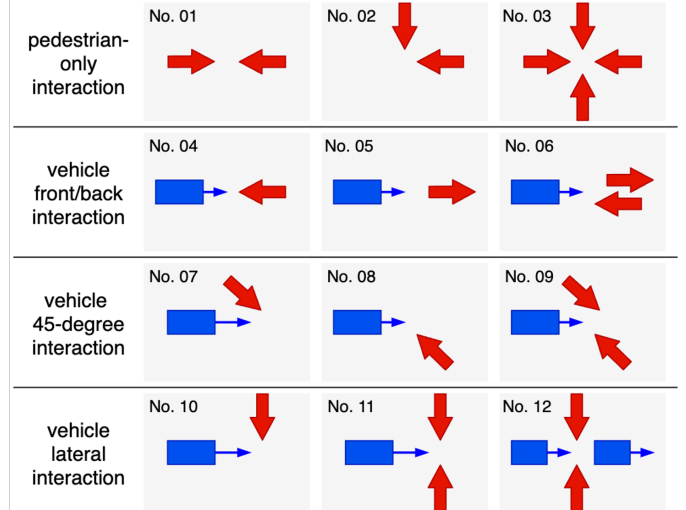 No. 01
No. 02
No. 03
pedestrian-
only
interaction
No. 04
No. 05
No. 06
vehicle
front/back
interaction
No. 07
No. 08
No. 09
vehicle
45-degree
interaction
No. 10
No. 11
No. 12
vehicle
lateral
interaction